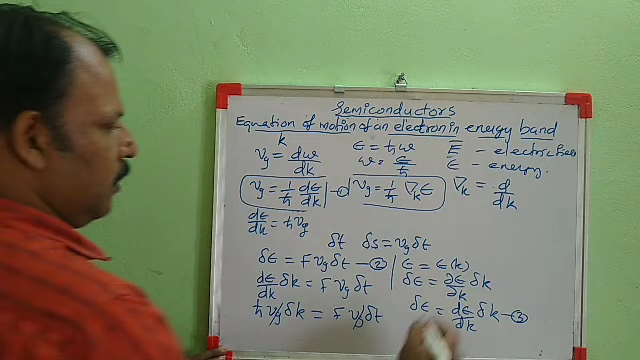 Semiconductors
Equation of motion of an electron in energy band
k
v_g = dω/dk   ε = ħω   E̅ - electric
ω = ε/ħ   ε - energy.
v_g = 1/ħ dε/dk —①   v_g = 1/ħ ∇_k ε   ∇_k = d/dk
dε/dk = ħv_g
δt   δs = v_g δt
δε = F v_g δt —②   ε = ε(k)
dε/dk δk = F v_g δt   δε = ∂ε/∂k δk
ħ v_g δk = F v_g δt   δε = dε/dk δk —③